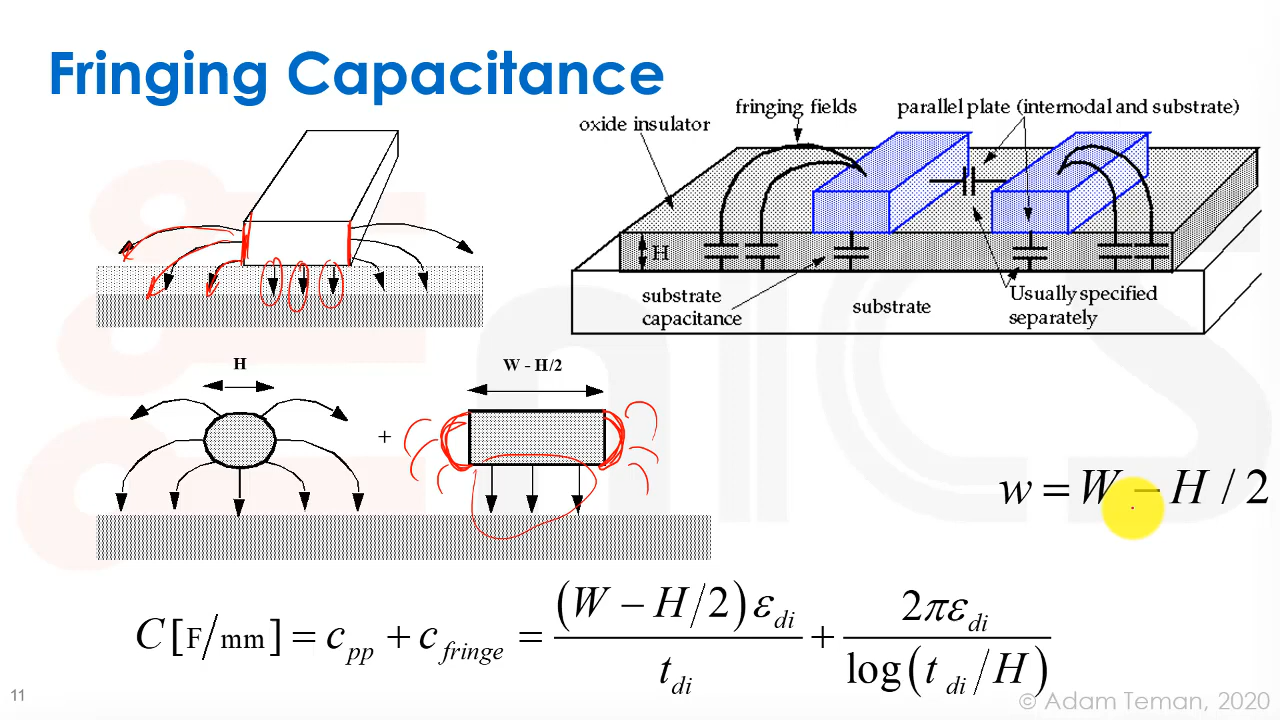 Fringing Capacitance
fringing fields
parallel plate (internodal and substrate)
oxide insulator
H
substrate
capacitance
substrate
Usually specified
separately
H
W - H/2
+
w = W − H / 2
C[F/mm] = c_pp + c_fringe = (W − H/2)ε_di / t_di + 2πε_di / log(t_di/H)
11
© Adam Teman, 2020